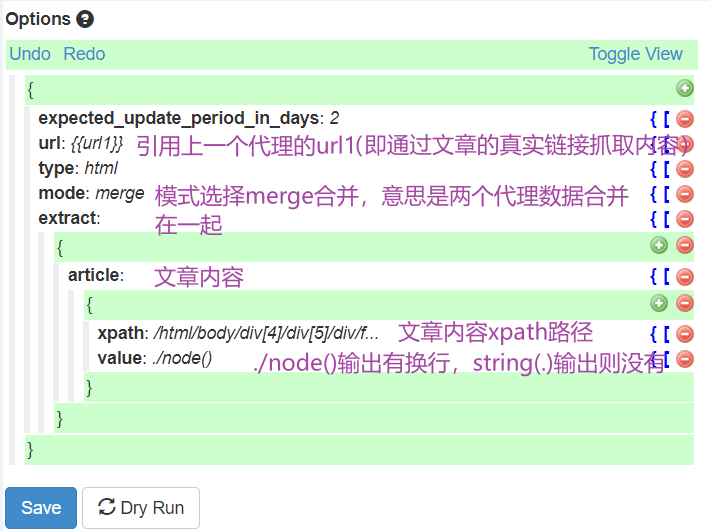 Options ?
Undo Redo Toggle View
{
expected_update_period_in_days: 2 { [
url: {{url1}} 引用上一个代理的url1(即通过文章的真实链接抓取内容) { [
type: html { [
mode: merge 模式选择merge合并，意思是两个代理数据合并 { [
extract: 在一起 { [
{
article: 文章内容 { [
{
xpath: /html/body/div[4]/div[5]/div/f... 文章内容xpath路径 { [
value: ./node() ./node()输出有换行，string(.)输出则没有 { [
}
}
}
Save Dry Run